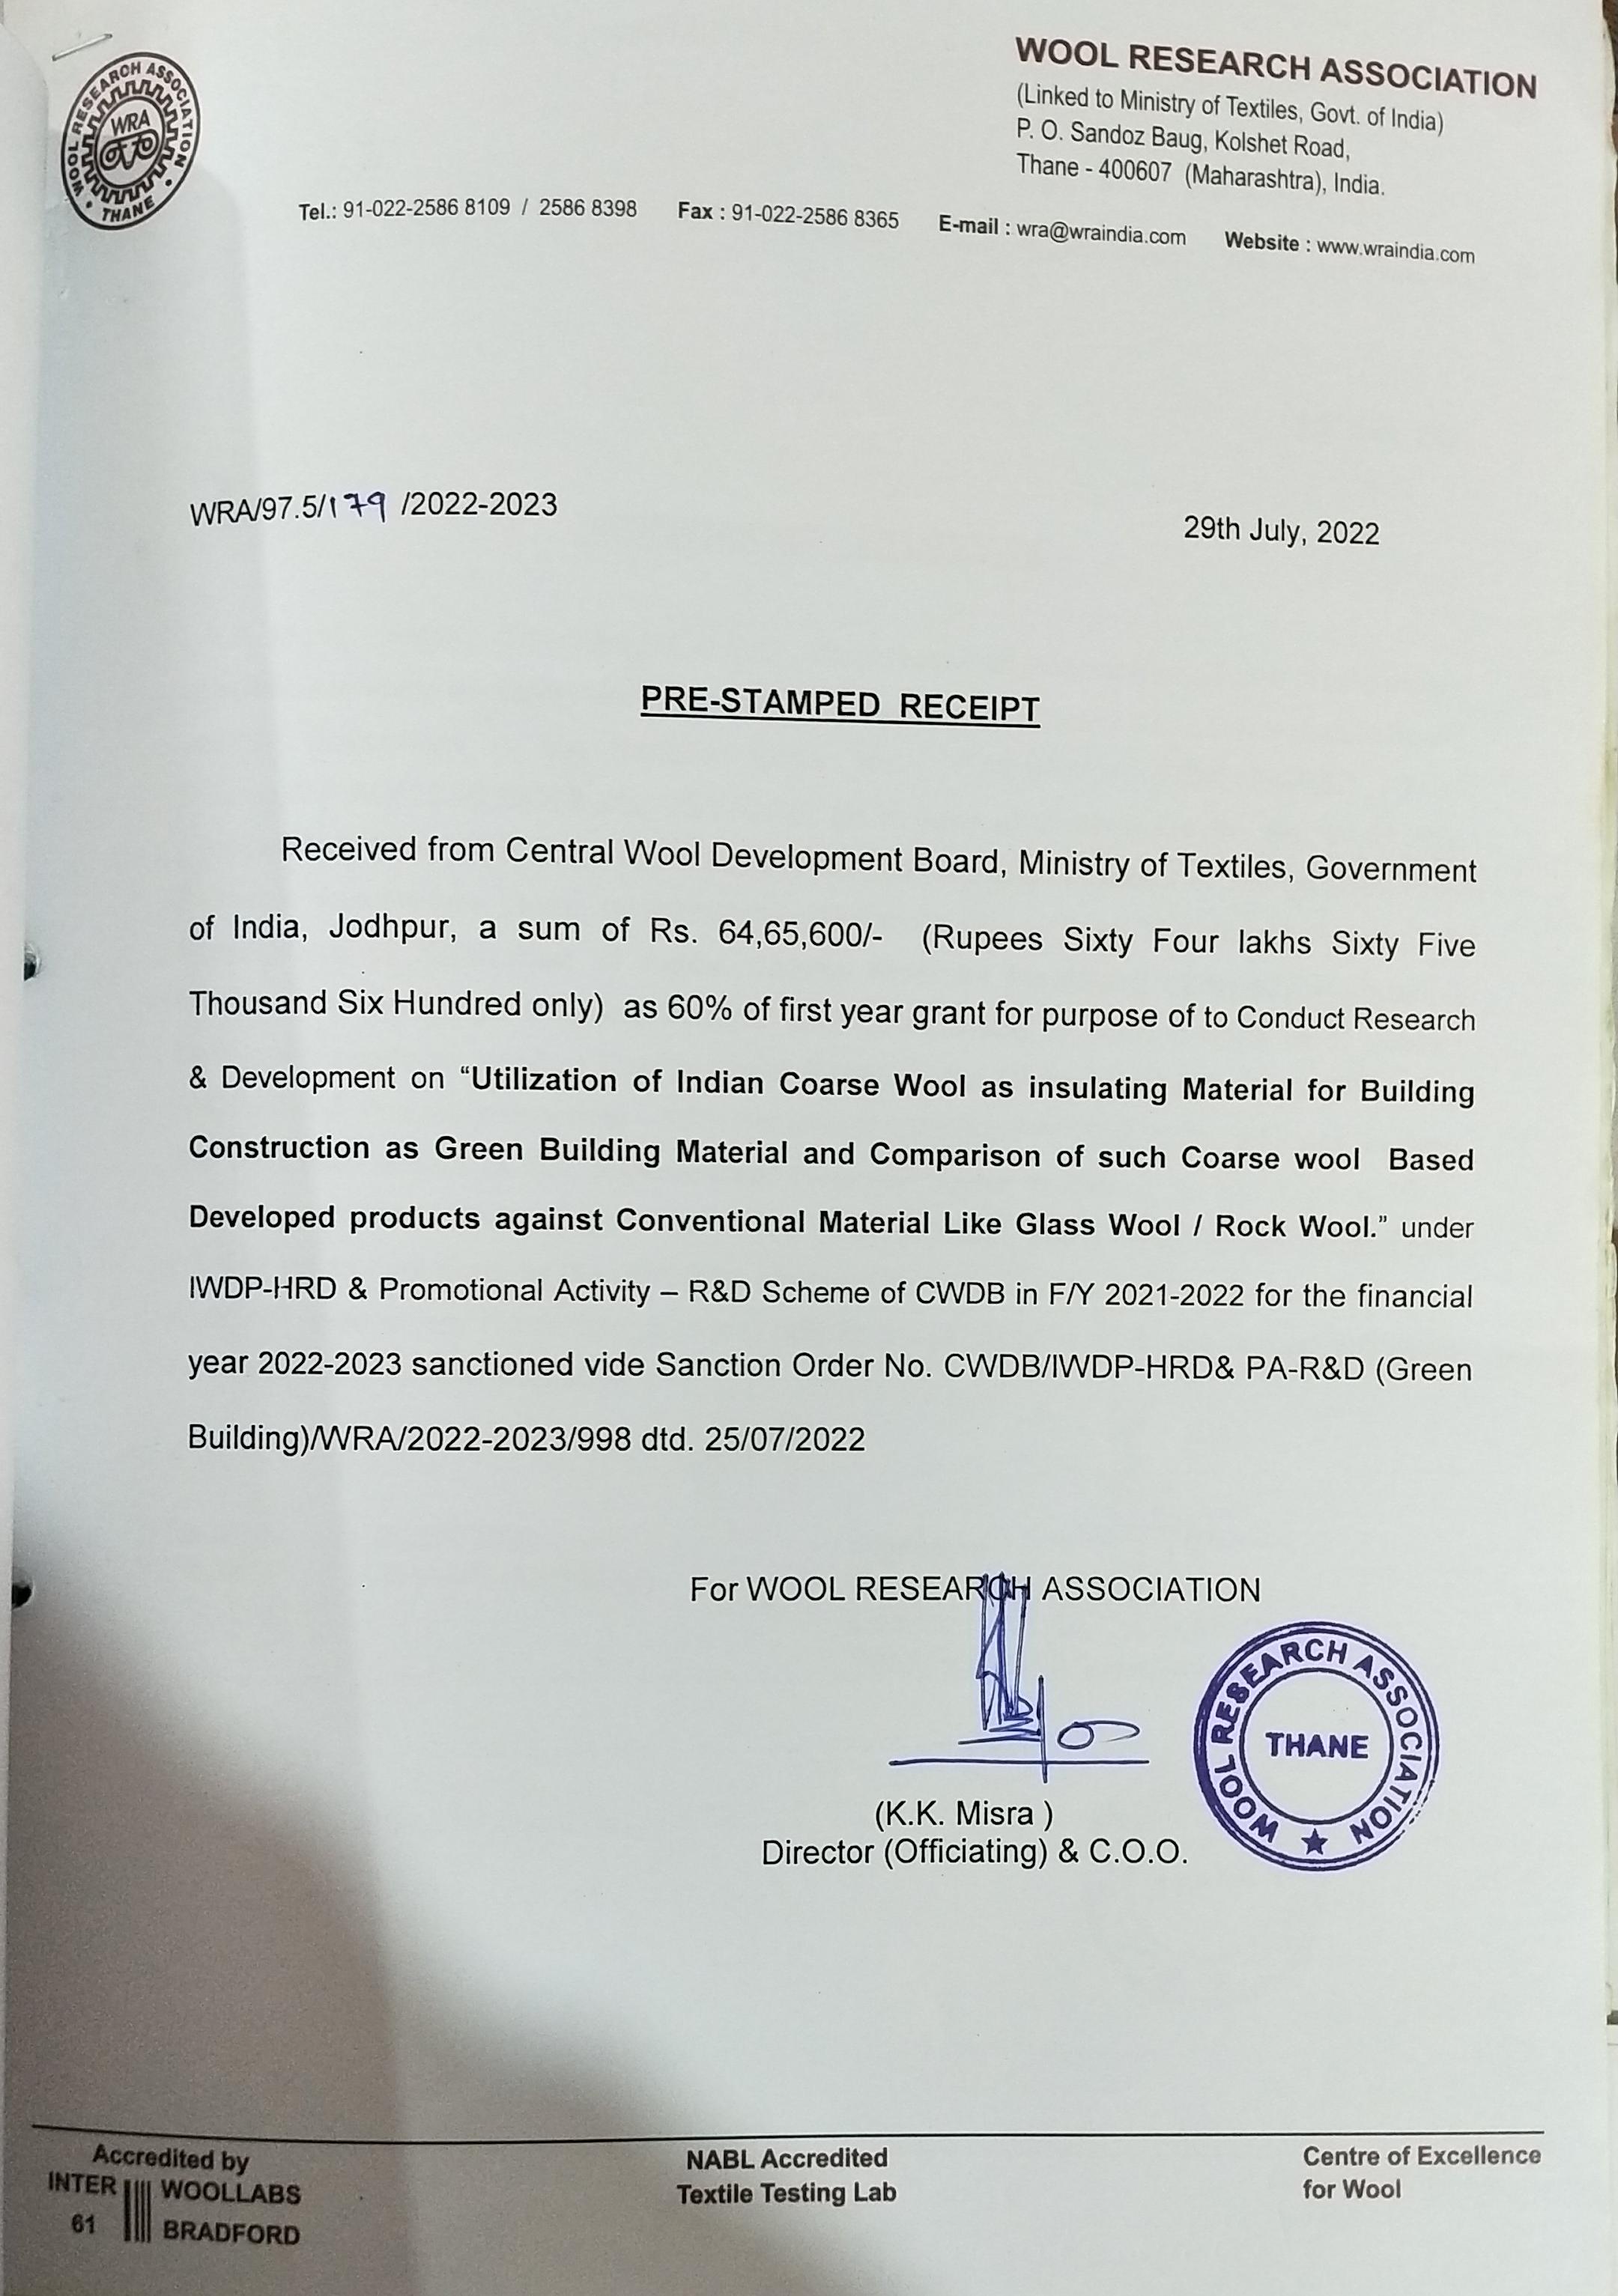 WOOL RESEARCH ASSOCIATION • THANE •
WRA
WOOL RESEARCH ASSOCIATION
(Linked to Ministry of Textiles, Govt. of India)
P. O. Sandoz Baug, Kolshet Road,
Thane - 400607 (Maharashtra), India.
Tel.: 91-022-2586 8109 / 2586 8398 Fax : 91-022-2586 8365 E-mail : wra@wraindia.com Website : www.wraindia.com
WRA/97.5/179 /2022-2023
29th July, 2022
PRE-STAMPED RECEIPT
Received from Central Wool Development Board, Ministry of Textiles, Government
of India, Jodhpur, a sum of Rs. 64,65,600/- (Rupees Sixty Four lakhs Sixty Five
Thousand Six Hundred only) as 60% of first year grant for purpose of to Conduct Research
& Development on “Utilization of Indian Coarse Wool as insulating Material for Building
Construction as Green Building Material and Comparison of such Coarse wool Based
Developed products against Conventional Material Like Glass Wool / Rock Wool.” under
IWDP-HRD & Promotional Activity – R&D Scheme of CWDB in F/Y 2021-2022 for the financial
year 2022-2023 sanctioned vide Sanction Order No. CWDB/IWDP-HRD& PA-R&D (Green
Building)/WRA/2022-2023/998 dtd. 25/07/2022
For WOOL RESEARCH ASSOCIATION
WOOL RESEARCH ASSOCIATION ★
THANE
(K.K. Misra )
Director (Officiating) & C.O.O.
Accredited by
INTER WOOLLABS
61 BRADFORD
NABL Accredited
Textile Testing Lab
Centre of Excellence
for Wool